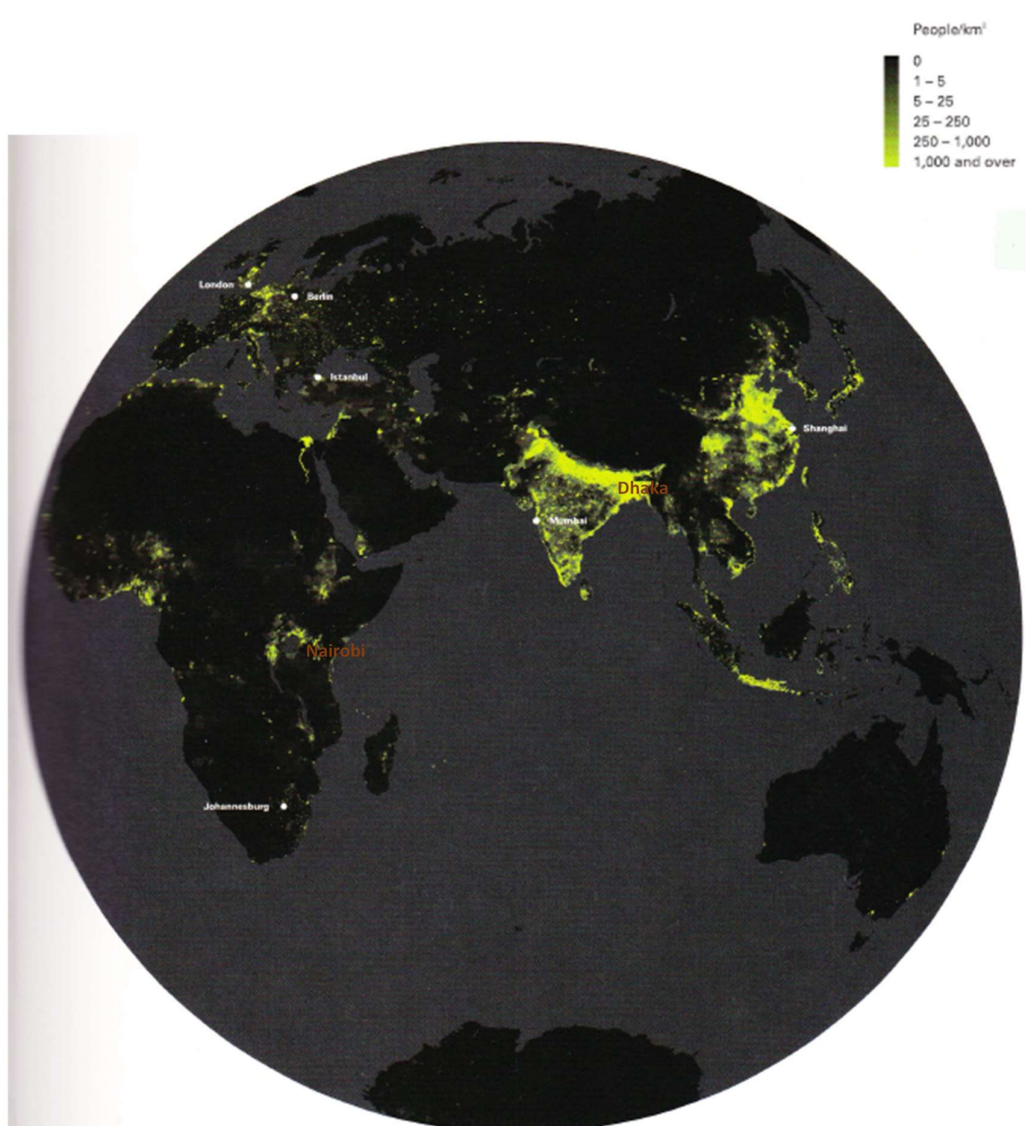 People/km²
0
1 – 5
5 – 25
25 – 250
250 – 1,000
1,000 and over
London
Berlin
Istanbul
Shanghai
Dhaka
Mumbai
Nairobi
Johannesburg